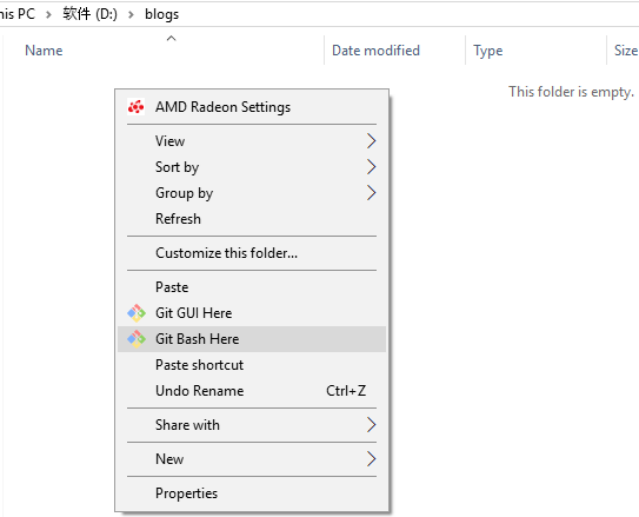 his PC > 软件 (D:) > blogs
Name Date modified Type Size
This folder is empty.
AMD Radeon Settings
View
Sort by
Group by
Refresh
Customize this folder...
Paste
Git GUI Here
Git Bash Here
Paste shortcut
Undo Rename Ctrl+Z
Share with
New
Properties